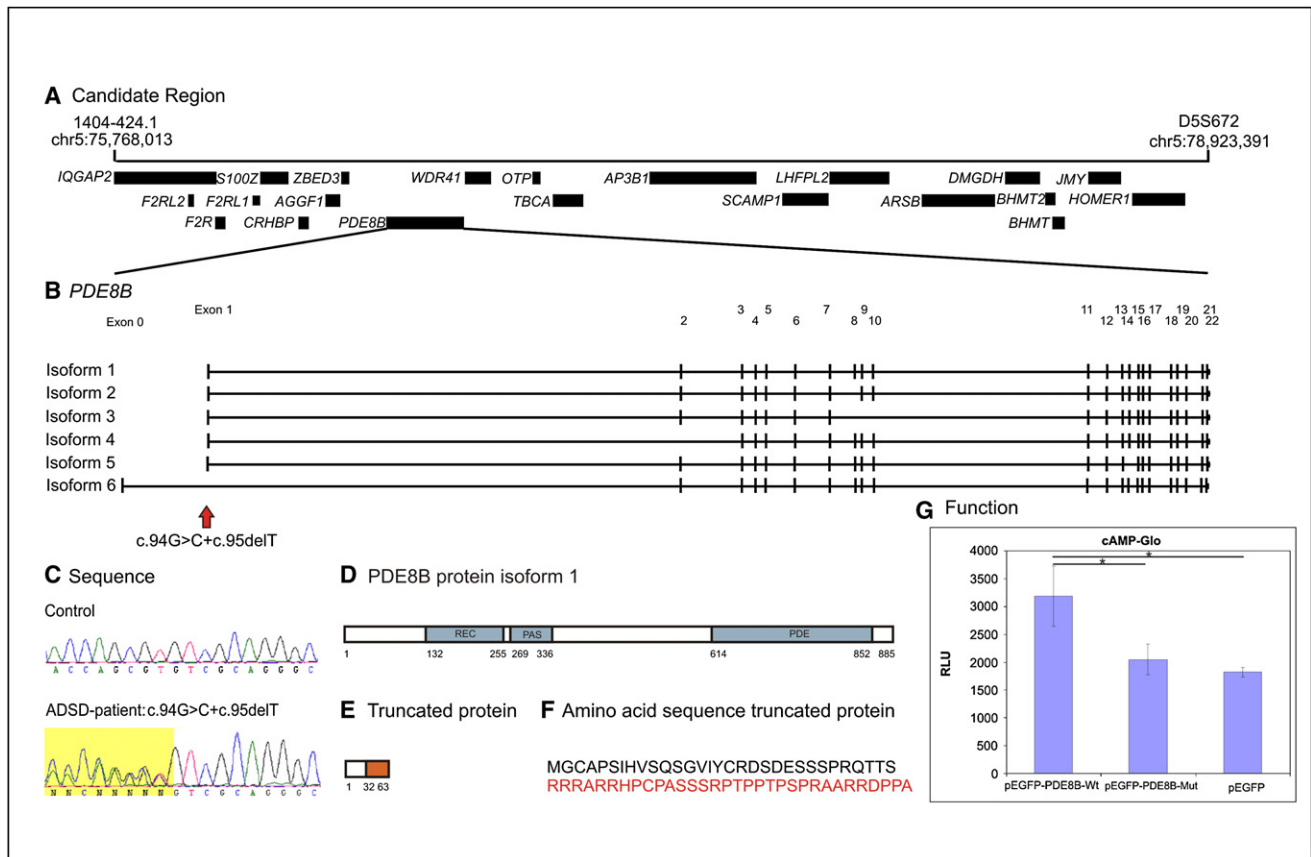 A Candidate Region
1404-424.1
chr5:75,768,013
D5S672
chr5:78,923,391
IQGAP2 S100Z ZBED3 WDR41 OTP AP3B1 LHFPL2 DMGDH JMY
F2RL2 F2RL1 AGGF1 TBCA SCAMP1 ARSB BHMT2 HOMER1
F2R CRHBP PDE8B BHMT
B PDE8B
Exon 0
Exon 1
3 5 7 9 11 13 15 17 19 21
2 4 6 8 10 12 14 16 18 20 22
Isoform 1
Isoform 2
Isoform 3
Isoform 4
Isoform 5
Isoform 6
c.94G>C+c.95delT
C Sequence
Control
A C C A G C G T G T C G C A G G G C
ADSD-patient:c.94G>C+c.95delT
N N C N N N N N G T C G C A G G G C
D PDE8B protein isoform 1
REC PAS PDE
1 132 255 269 336 614 852 885
E Truncated protein
1 32 63
F Amino acid sequence truncated protein
MGCAPSIHVSQSGVIYCRDSDESSSPRQTTS
RRRARRHPCPASSSRPTPPTPSPRAARRDPPA
G Function
cAMP-Glo
* *
RLU
4000
3500
3000
2500
2000
1500
1000
500
0
pEGFP-PDE8B-Wt pEGFP-PDE8B-Mut pEGFP